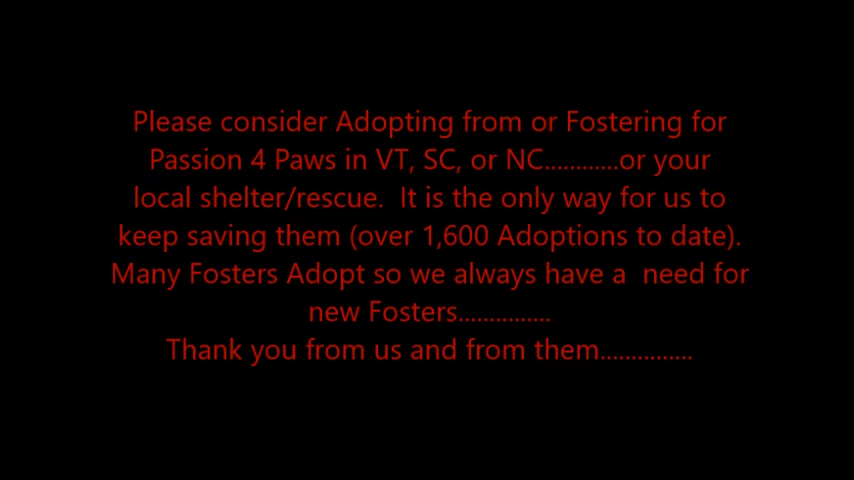 Please consider Adopting from or Fostering for
Passion 4 Paws in VT, SC, or NC............or your
local shelter/rescue.  It is the only way for us to
keep saving them (over 1,600 Adoptions to date).
Many Fosters Adopt so we always have a  need for
new Fosters...............
Thank you from us and from them...............